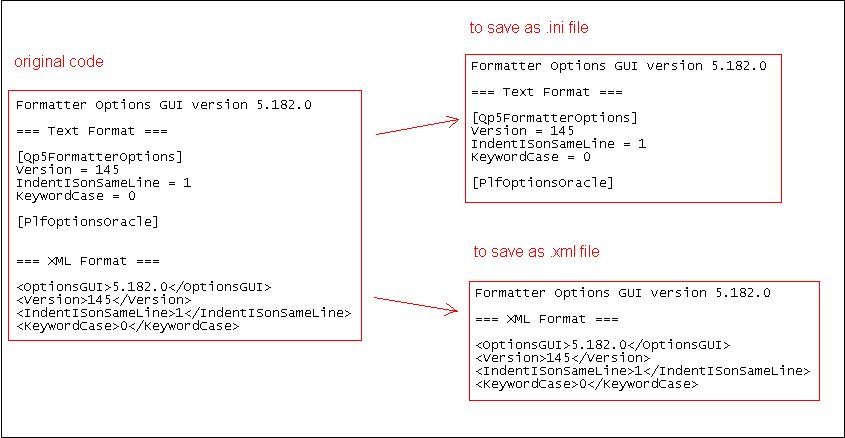 original code
Formatter Options GUI version 5.182.0
=== Text Format ===
[Qp5FormatterOptions]
Version = 145
IndentISonSameLine = 1
KeywordCase = 0
[PlfOptionsOracle]
=== XML Format ===
<OptionsGUI>5.182.0</OptionsGUI>
<Version>145</Version>
<IndentISonSameLine>1</IndentISonSameLine>
<KeywordCase>0</KeywordCase>
to save as .ini file
Formatter Options GUI version 5.182.0
=== Text Format ===
[Qp5FormatterOptions]
Version = 145
IndentISonSameLine = 1
KeywordCase = 0
[PlfOptionsOracle]
to save as .xml file
Formatter Options GUI version 5.182.0
=== XML Format ===
<OptionsGUI>5.182.0</OptionsGUI>
<Version>145</Version>
<IndentISonSameLine>1</IndentISonSameLine>
<KeywordCase>0</KeywordCase>